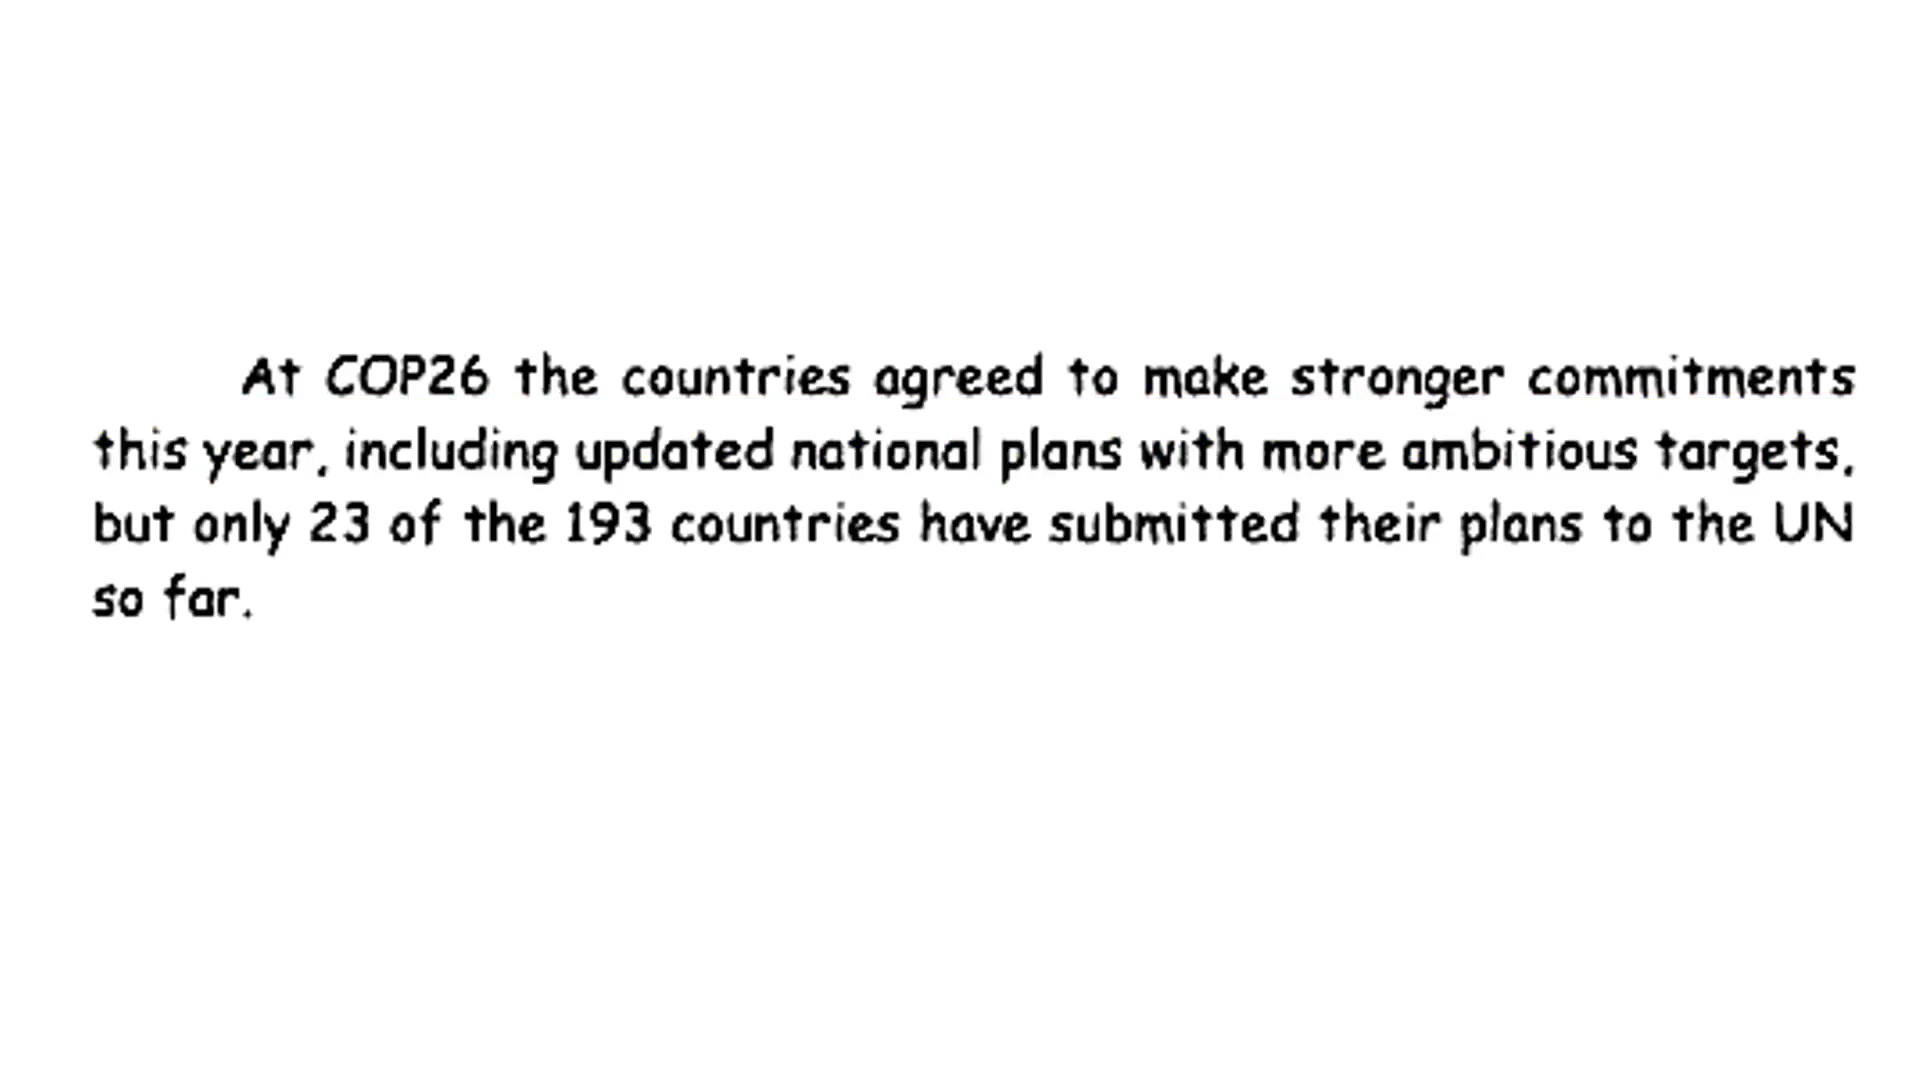 At COP26 the countries agreed to make stronger commitments
this year, including updated national plans with more ambitious targets,
but only 23 of the 193 countries have submitted their plans to the UN
so far.